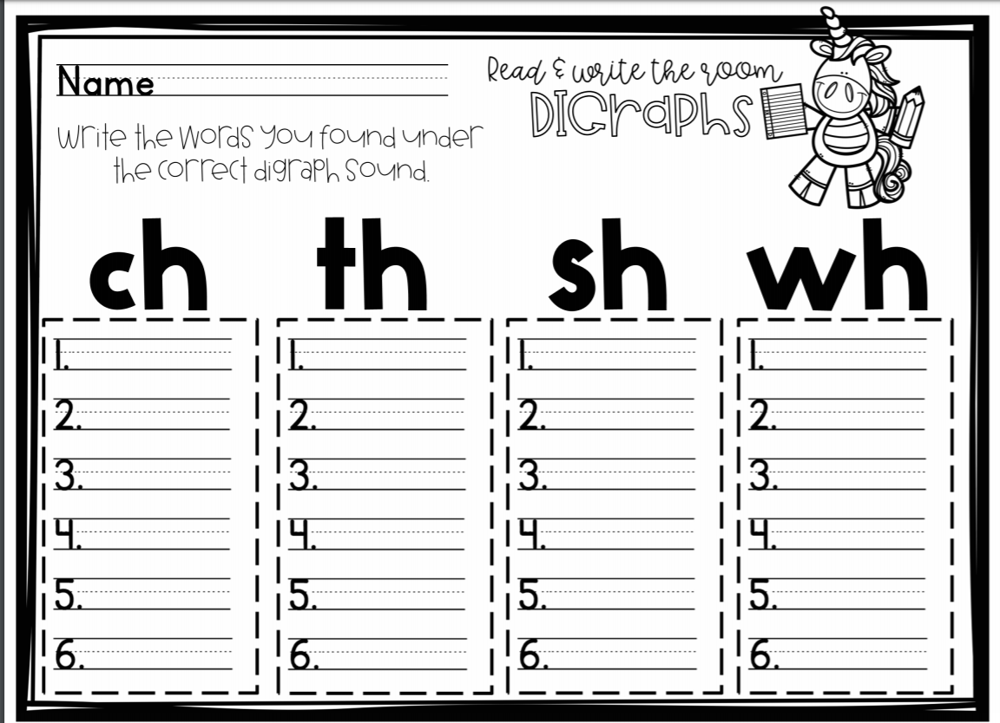 Name
Read & write the room
DIGraphs
Write the Words You found under
the correct digraph Sound.
ch th sh wh
1. 1. 1. 1.
2. 2. 2. 2.
3. 3. 3. 3.
4. 4. 4. 4.
5. 5. 5. 5.
6. 6. 6. 6.